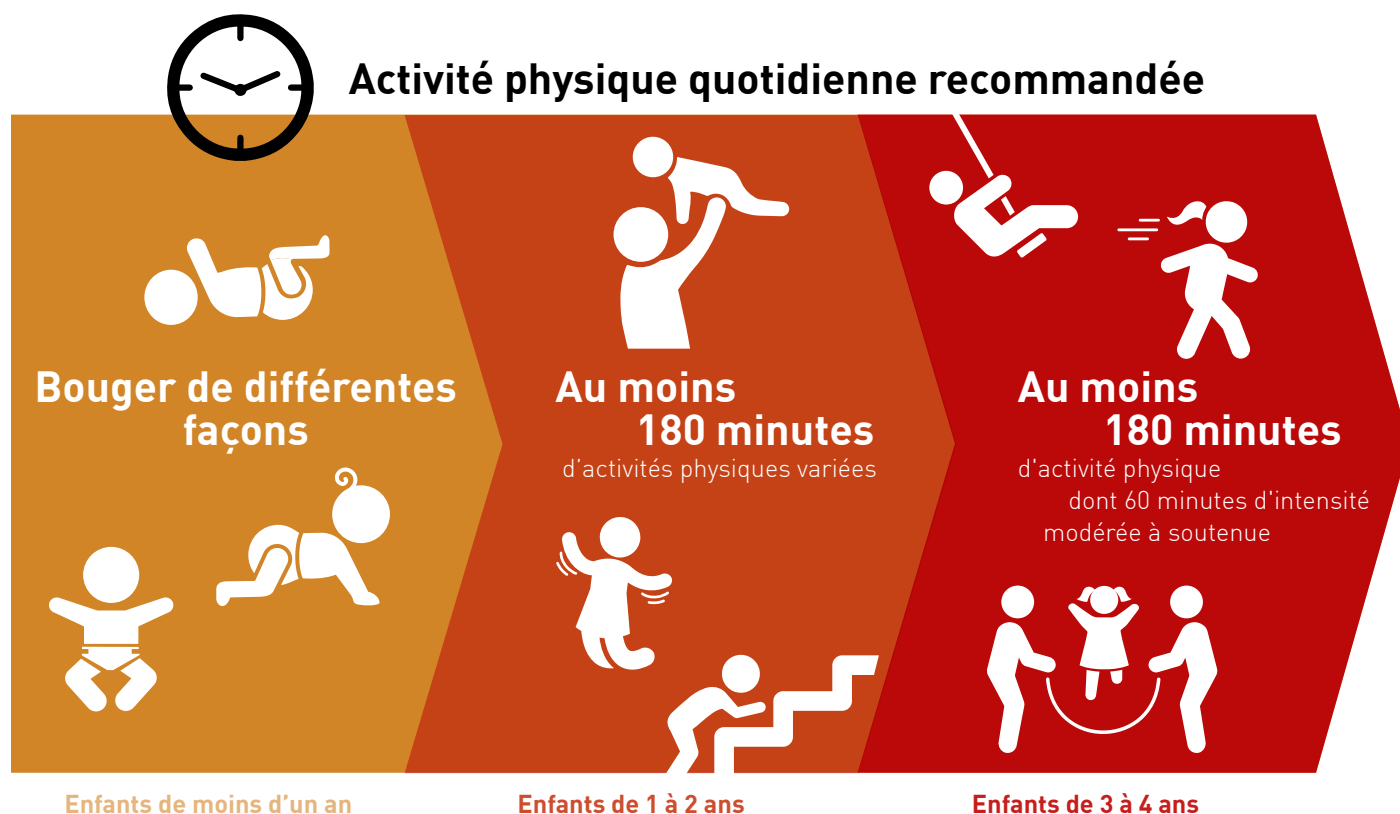 Activité physique quotidienne recommandée
Bouger de différentes
façons
Au moins
180 minutes
d'activités physiques variées
Au moins
180 minutes
d'activité physique
dont 60 minutes d'intensité
modérée à soutenue
Enfants de moins d'un an
Enfants de 1 à 2 ans
Enfants de 3 à 4 ans